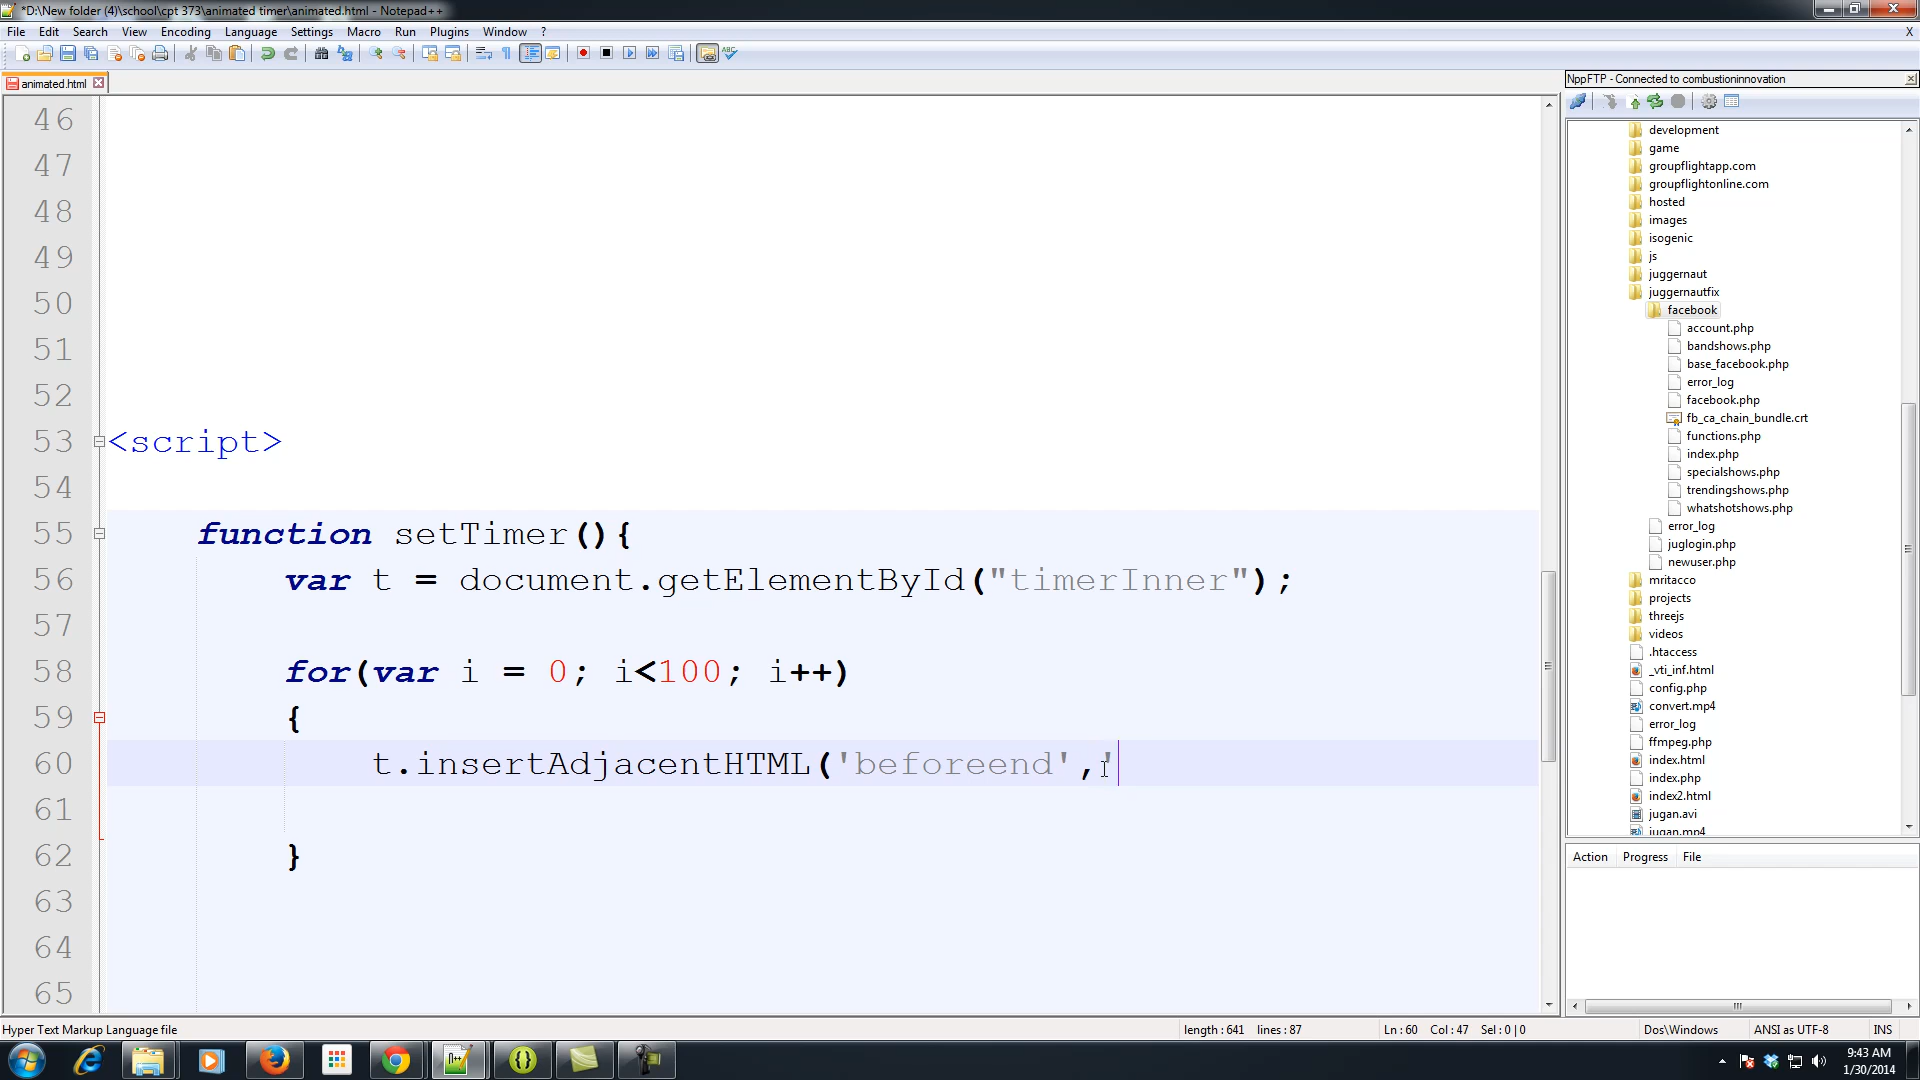 *D:\New folder (4)\school\cpt 373\animated timer\animated.html - Notepad++
File Edit Search View Encoding Language Settings Macro Run Plugins Window ? X
animated.html
NppFTP - Connected to combustioninnovation
46
47
48
49
50
51
52
53 <script>
54
55 function setTimer(){
56 var t = document.getElementById("timerInner");
57
58 for(var i = 0; i<100; i++)
59 {
60 t.insertAdjacentHTML('beforeend','
61
62 }
63
64
65
development
game
groupflightapp.com
groupflightonline.com
hosted
images
isogenic
js
juggernaut
juggernautfix
facebook
account.php
bandshows.php
base_facebook.php
error_log
facebook.php
fb_ca_chain_bundle.crt
functions.php
index.php
specialshows.php
trendingshows.php
whatshotshows.php
error_log
juglogin.php
newuser.php
mritacco
projects
threejs
videos
.htaccess
_vti_inf.html
config.php
convert.mp4
error_log
ffmpeg.php
index.html
index.php
index2.html
jugan.avi
jugan.mp4
Action Progress File
Hyper Text Markup Language file length : 641 lines : 87 Ln : 60 Col : 47 Sel : 0 | 0 Dos\Windows ANSI as UTF-8 INS
9:43 AM
1/30/2014